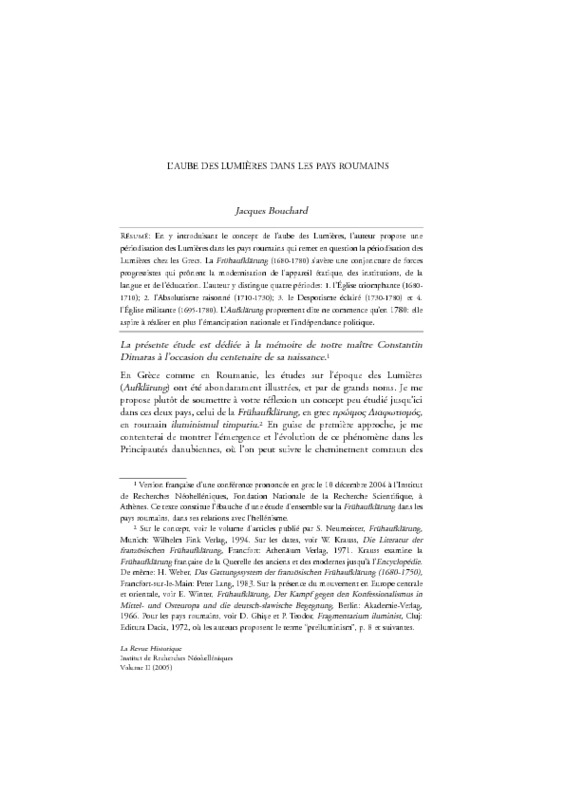 L'AUBE DES LUMIÈRES DANS LES PAYS ROUMAINS
Jacques Bouchard
RÉSUMÉ: En y introduisant le concept de l'aube des Lumières, l'auteur propose une
périodisation des Lumières dans les pays roumains qui remet en question la périodisation des
Lumières chez les Grecs. La Frühaufklärung (1680-1780) s'avère une conjoncture de forces
progressistes qui prônent la modernisation de l'appareil étatique, des institutions, de la
langue et de l'éducation. L'auteur y distingue quatre périodes: 1. l'Église triomphante (1680-
1710); 2. l'Absolutisme raisonné (1710-1730); 3. le Despotisme éclairé (1730-1780) et 4.
l'Église militante (1695-1780). L'Aufklärung proprement dite ne commence qu'en 1780: elle
aspire à réaliser en plus l'émancipation nationale et l'indépendance politique.
La présente étude est dédiée à la mémoire de notre maître Constantin
Dimaras à l'occasion du centenaire de sa naissance.1
En Grèce comme en Roumanie, les études sur l'époque des Lumières
(Aufklärung) ont été abondamment illustrées, et par de grands noms. Je me
propose plutôt de soumettre à votre réflexion un concept peu étudié jusqu'ici
dans ces deux pays, celui de la Frühaufklärung, en grec πρώιμος Διαφωτισμός,
en roumain iluminismul timpuriu.2 En guise de première approche, je me
contenterai de montrer l'émergence et l'évolution de ce phénomène dans les
Principautés danubiennes, où l'on peut suivre le cheminement commun des
1 Version française d'une conférence prononcée en grec le 10 décembre 2004 à l'Institut
de Recherches Néohelléniques, Fondation Nationale de la Recherche Scientifique, à
Athènes. Ce texte constitue l'ébauche d'une étude d'ensemble sur la Frühaufklärung dans les
pays roumains, dans ses relations avec l'hellénisme.
2 Sur le concept, voir le volume d'articles publié par S. Neumeister, Frühaufklärung,
Munich: Wilhelm Fink Verlag, 1994. Sur les dates, voir W. Krauss, Die Literatur der
französischen Frühaufklärung, Francfort: Athenäum Verlag, 1971. Krauss examine la
Frühaufklärung française de la Querelle des anciens et des modernes jusqu'à l'Encyclopédie.
De même: H. Weber, Das Gattungssystem der französischen Frühaufklärung (1680-1750),
Francfort-sur-le-Main: Peter Lang, 1983. Sur la présence du mouvement en Europe centrale
et orientale, voir E. Winter, Frühaufklärung, Der Kampf gegen den Konfessionalismus in
Mittel- und Osteuropa und die deutsch-slawische Begegnung, Berlin: Akademie-Verlag,
1966. Pour les pays roumains, voir D. Ghişe et P. Teodor, Fragmentarium iluminist, Cluj:
Editura Dacia, 1972, où les auteurs proposent le terme "preiluminism", p. 8 et suivantes.
La Revue Historique
Institut de Recherches Néohelléniques
Volume II (2005)